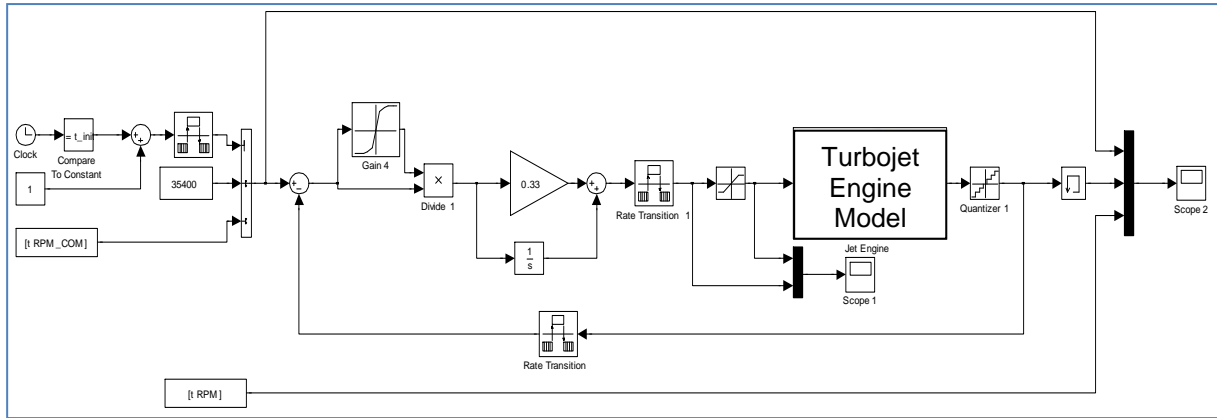 Clock
= t_ini
Compare
To Constant
1
35400
[t RPM _COM ]
+
+
+
−
Gain 4
×
Divide 1
0.33
1
s
+
+
Rate Transition 1
Turbojet
Engine
Model
Jet Engine
Quantizer 1
Scope 1
Scope 2
Rate Transition
[t RPM ]